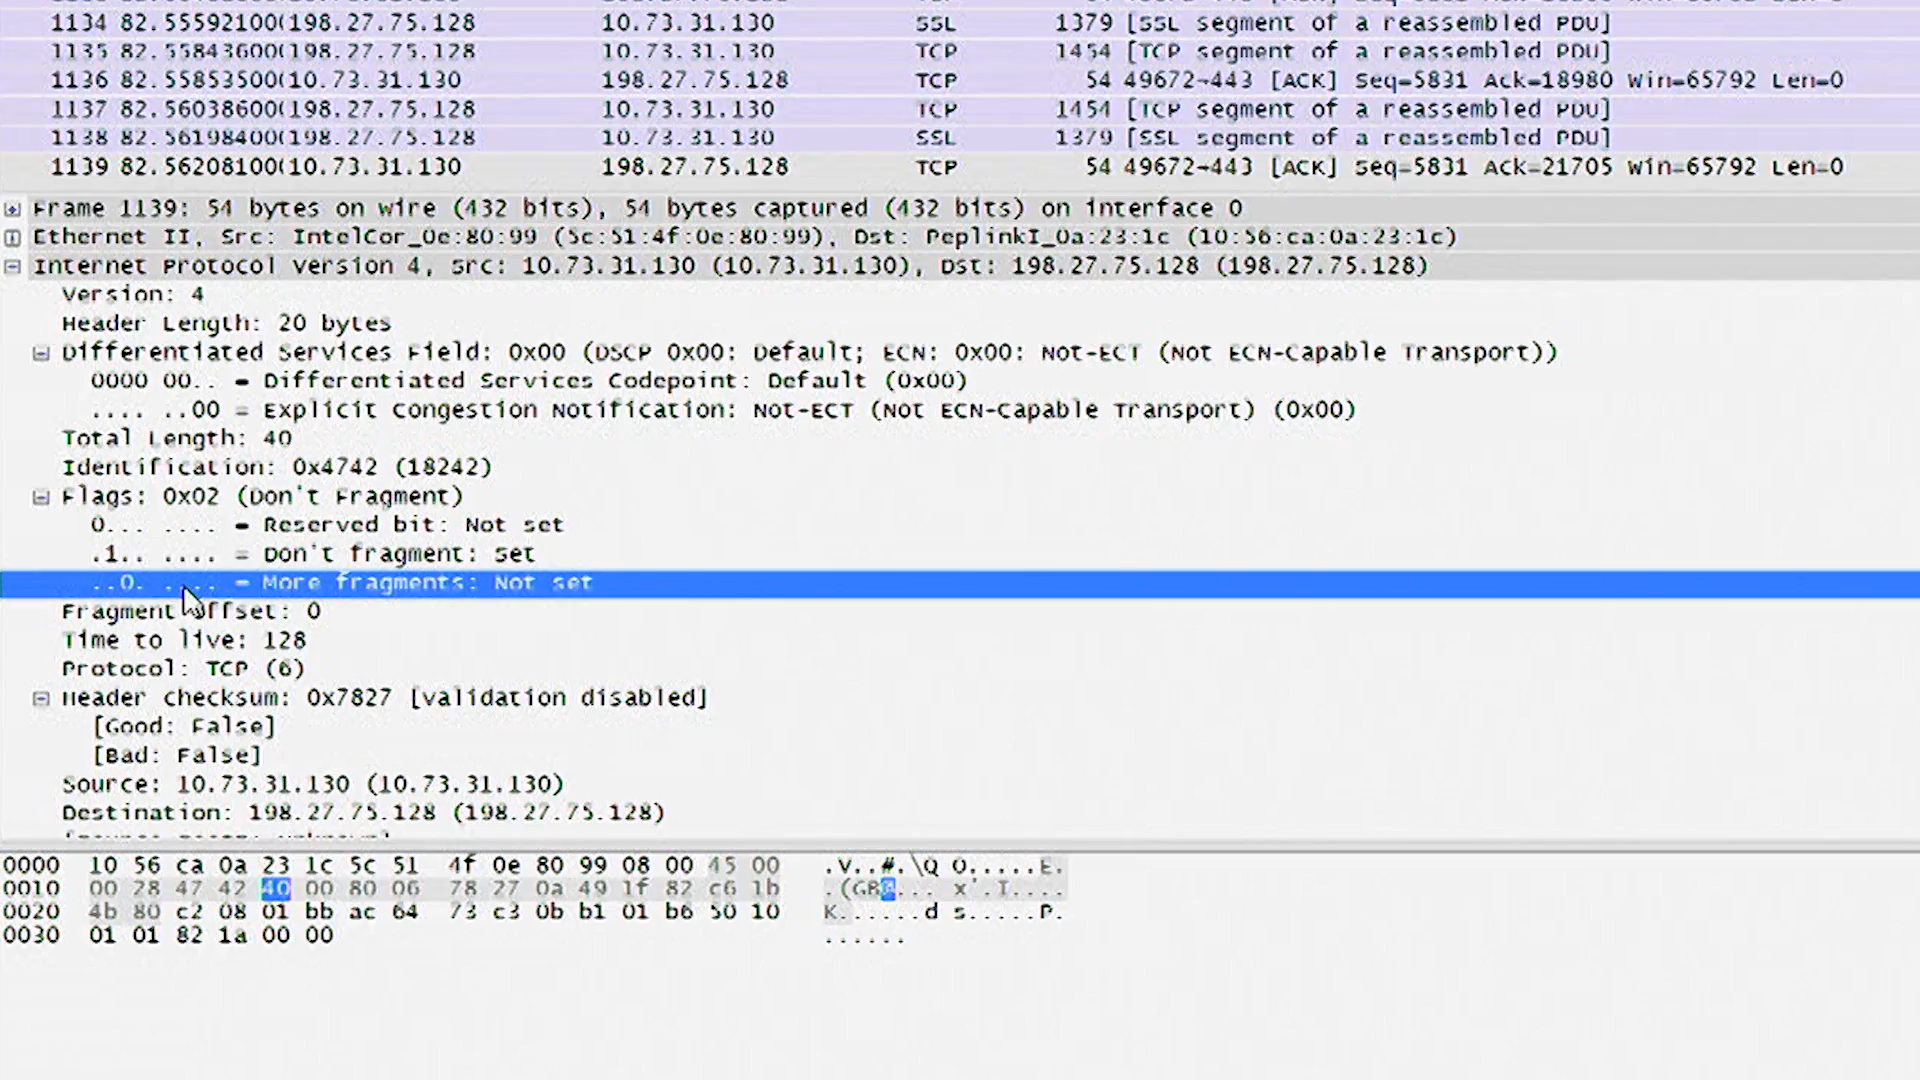 1134 82.55592100(198.27.75.128 10.73.31.130 SSL 1379 [SSL segment of a reassembled PDU]
1135 82.55843600(198.27.75.128 10.73.31.130 TCP 1454 [TCP segment of a reassembled PDU]
1136 82.55853500(10.73.31.130 198.27.75.128 TCP 54 49672→443 [ACK] Seq=5831 Ack=18980 Win=65792 Len=0
1137 82.56038600(198.27.75.128 10.73.31.130 TCP 1454 [TCP segment of a reassembled PDU]
1138 82.56198400(198.27.75.128 10.73.31.130 SSL 1379 [SSL segment of a reassembled PDU]
1139 82.56208100(10.73.31.130 198.27.75.128 TCP 54 49672→443 [ACK] Seq=5831 Ack=21705 Win=65792 Len=0
Frame 1139: 54 bytes on wire (432 bits), 54 bytes captured (432 bits) on interface 0
Ethernet II, Src: IntelCor_0e:80:99 (5c:51:4f:0e:80:99), Dst: PeplinkI_0a:23:1c (10:56:ca:0a:23:1c)
Internet Protocol Version 4, Src: 10.73.31.130 (10.73.31.130), Dst: 198.27.75.128 (198.27.75.128)
Version: 4
Header Length: 20 bytes
Differentiated Services Field: 0x00 (DSCP 0x00: Default; ECN: 0x00: Not-ECT (Not ECN-Capable Transport))
0000 00.. = Differentiated Services Codepoint: Default (0x00)
.... ..00 = Explicit Congestion Notification: Not-ECT (Not ECN-Capable Transport) (0x00)
Total Length: 40
Identification: 0x4742 (18242)
Flags: 0x02 (Don't Fragment)
0... .... = Reserved bit: Not set
.1.. .... = Don't fragment: Set
..0. .... = More fragments: Not set
Fragment offset: 0
Time to live: 128
Protocol: TCP (6)
Header checksum: 0x7827 [validation disabled]
[Good: False]
[Bad: False]
Source: 10.73.31.130 (10.73.31.130)
Destination: 198.27.75.128 (198.27.75.128)
0000 10 56 ca 0a 23 1c 5c 51 4f 0e 80 99 08 00 45 00 .V..#.\Q O.....E.
0010 00 28 47 42 40 00 80 06 78 27 0a 49 1f 82 c6 1b .(GB@... x'.I....
0020 4b 80 c2 08 01 bb ac 64 73 c3 0b b1 01 b6 50 10 K......d s.....P.
0030 01 01 82 1a 00 00 ......